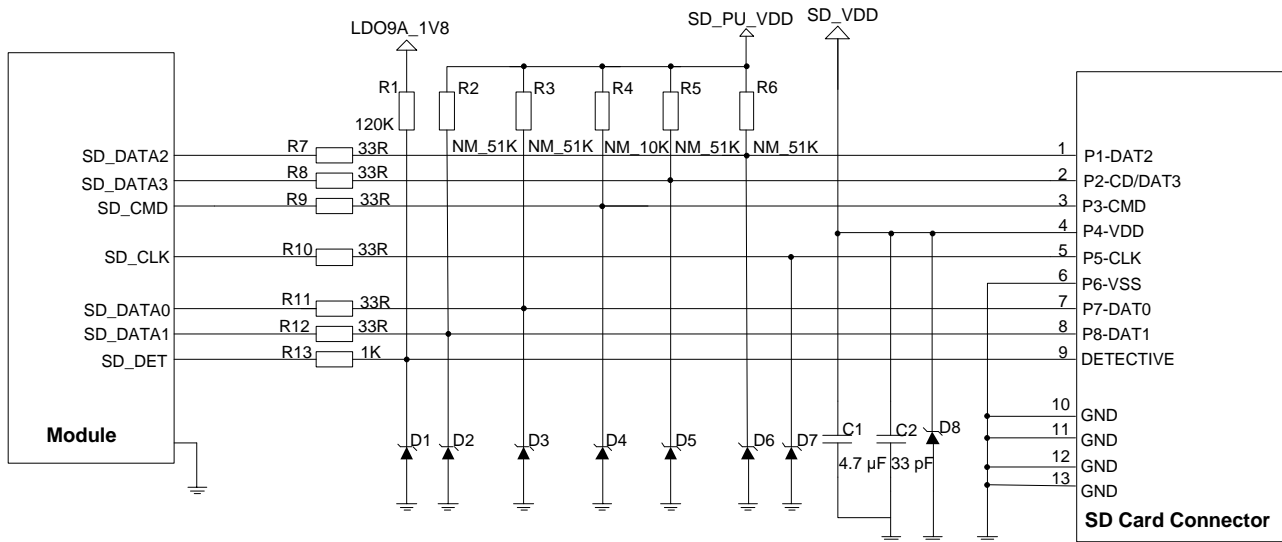 SD_PU_VDD SD_VDD
LDO9A_1V8
R1 R2 R3 R4 R5 R6
120K
NM_51K NM_51K NM_10K NM_51K NM_51K
SD_DATA2 R7 33R 1 P1-DAT2
SD_DATA3 R8 33R 2 P2-CD/DAT3
SD_CMD R9 33R 3 P3-CMD
4 P4-VDD
SD_CLK R10 33R 5 P5-CLK
6 P6-VSS
SD_DATA0 R11 33R 7 P7-DAT0
SD_DATA1 R12 33R 8 P8-DAT1
SD_DET R13 1K 9 DETECTIVE
10 GND
11 GND
12 GND
13 GND
Module
D1 D2 D3 D4 D5 D6 D7 C1 C2 D8
4.7 µF 33 pF
SD Card Connector